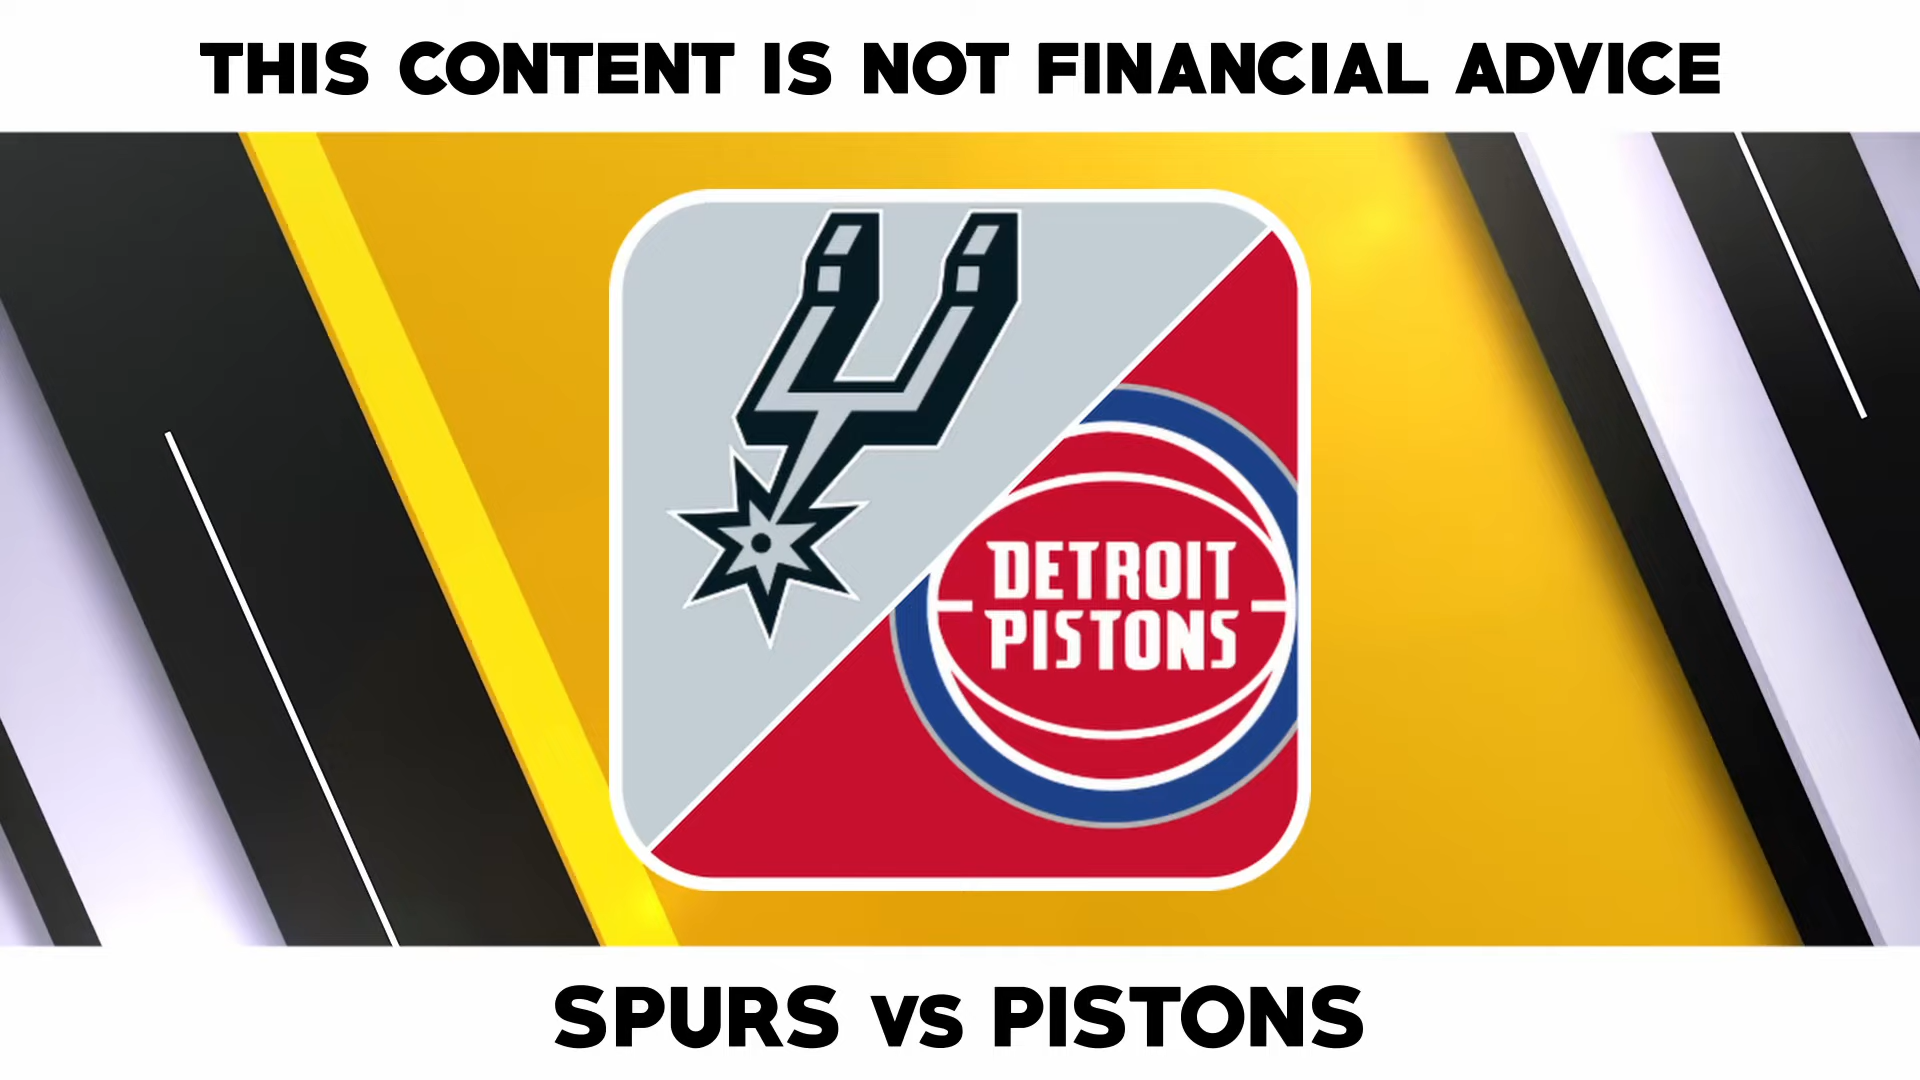 THIS CONTENT IS NOT FINANCIAL ADVICE
DETROIT
PISTONS
SPURS vs PISTONS